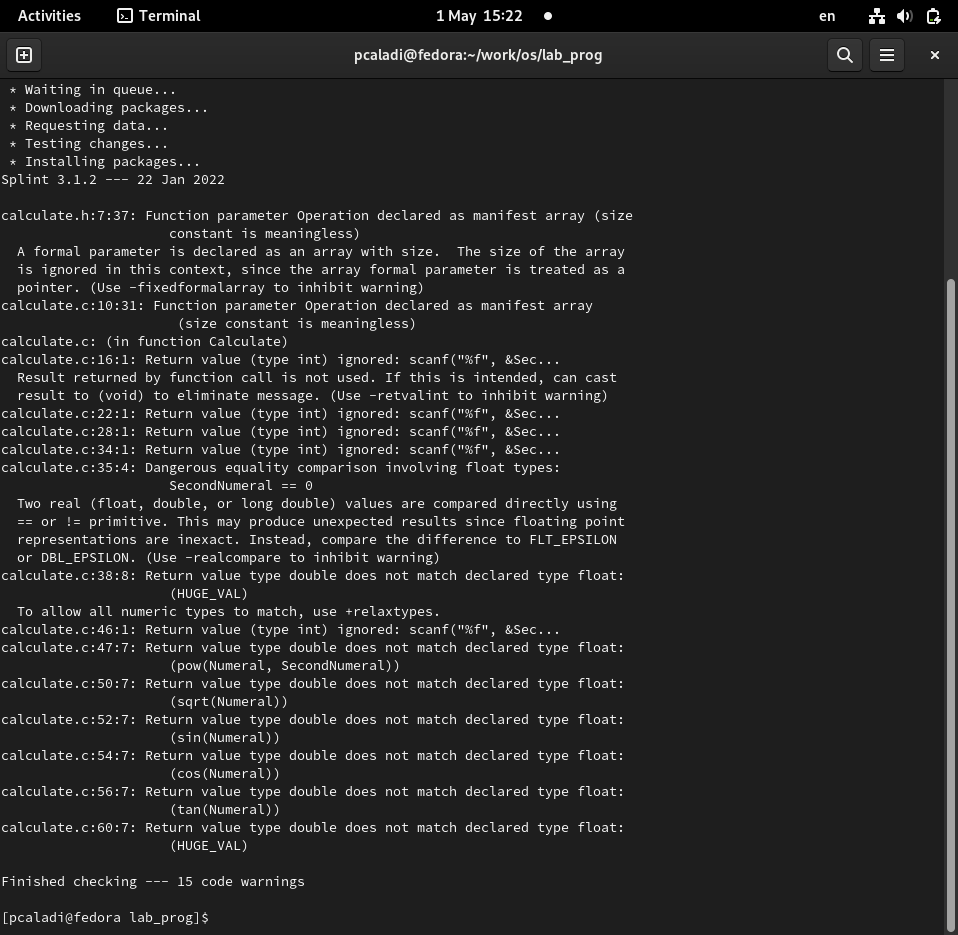 Activities Terminal 1 May 15:22 en
pcaladi@fedora:~/work/os/lab_prog
* Waiting in queue...
* Downloading packages...
* Requesting data...
* Testing changes...
* Installing packages...
Splint 3.1.2 --- 22 Jan 2022
calculate.h:7:37: Function parameter Operation declared as manifest array (size
constant is meaningless)
A formal parameter is declared as an array with size.  The size of the array
is ignored in this context, since the array formal parameter is treated as a
pointer. (Use -fixedformalarray to inhibit warning)
calculate.c:10:31: Function parameter Operation declared as manifest array
(size constant is meaningless)
calculate.c: (in function Calculate)
calculate.c:16:1: Return value (type int) ignored: scanf("%f", &Sec...
Result returned by function call is not used. If this is intended, can cast
result to (void) to eliminate message. (Use -retvalint to inhibit warning)
calculate.c:22:1: Return value (type int) ignored: scanf("%f", &Sec...
calculate.c:28:1: Return value (type int) ignored: scanf("%f", &Sec...
calculate.c:34:1: Return value (type int) ignored: scanf("%f", &Sec...
calculate.c:35:4: Dangerous equality comparison involving float types:
SecondNumeral == 0
Two real (float, double, or long double) values are compared directly using
== or != primitive. This may produce unexpected results since floating point
representations are inexact. Instead, compare the difference to FLT_EPSILON
or DBL_EPSILON. (Use -realcompare to inhibit warning)
calculate.c:38:8: Return value type double does not match declared type float:
(HUGE_VAL)
To allow all numeric types to match, use +relaxtypes.
calculate.c:46:1: Return value (type int) ignored: scanf("%f", &Sec...
calculate.c:47:7: Return value type double does not match declared type float:
(pow(Numeral, SecondNumeral))
calculate.c:50:7: Return value type double does not match declared type float:
(sqrt(Numeral))
calculate.c:52:7: Return value type double does not match declared type float:
(sin(Numeral))
calculate.c:54:7: Return value type double does not match declared type float:
(cos(Numeral))
calculate.c:56:7: Return value type double does not match declared type float:
(tan(Numeral))
calculate.c:60:7: Return value type double does not match declared type float:
(HUGE_VAL)
Finished checking --- 15 code warnings
[pcaladi@fedora lab_prog]$